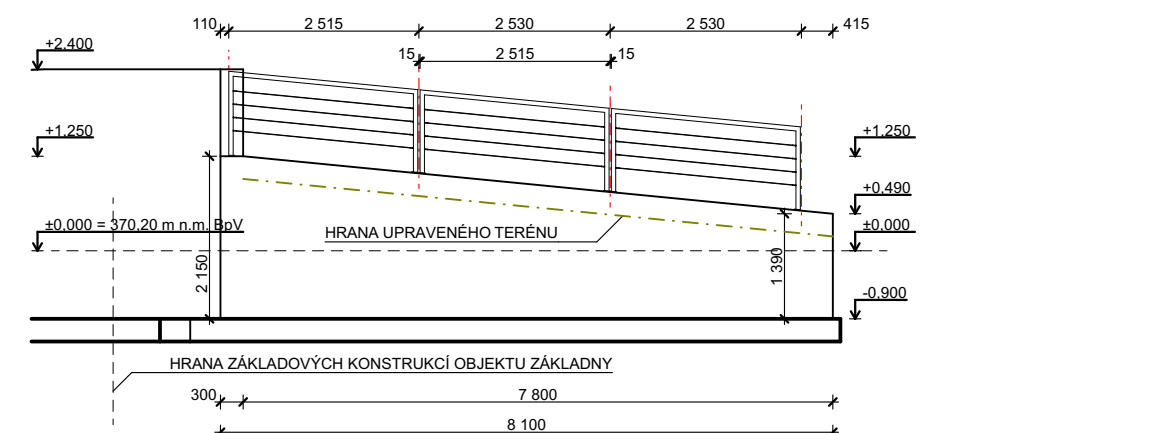 110 2 515 2 530 2 530 415
+2,400 15 2 515 15
+1,250 +1,250
+0,490
±0,000 = 370,20 m n.m. BpV HRANA UPRAVENÉHO TERÉNU ±0,000
2 150 1 390
-0,900
HRANA ZÁKLADOVÝCH KONSTRUKCÍ OBJEKTU ZÁKLADNY
300 7 800
8 100